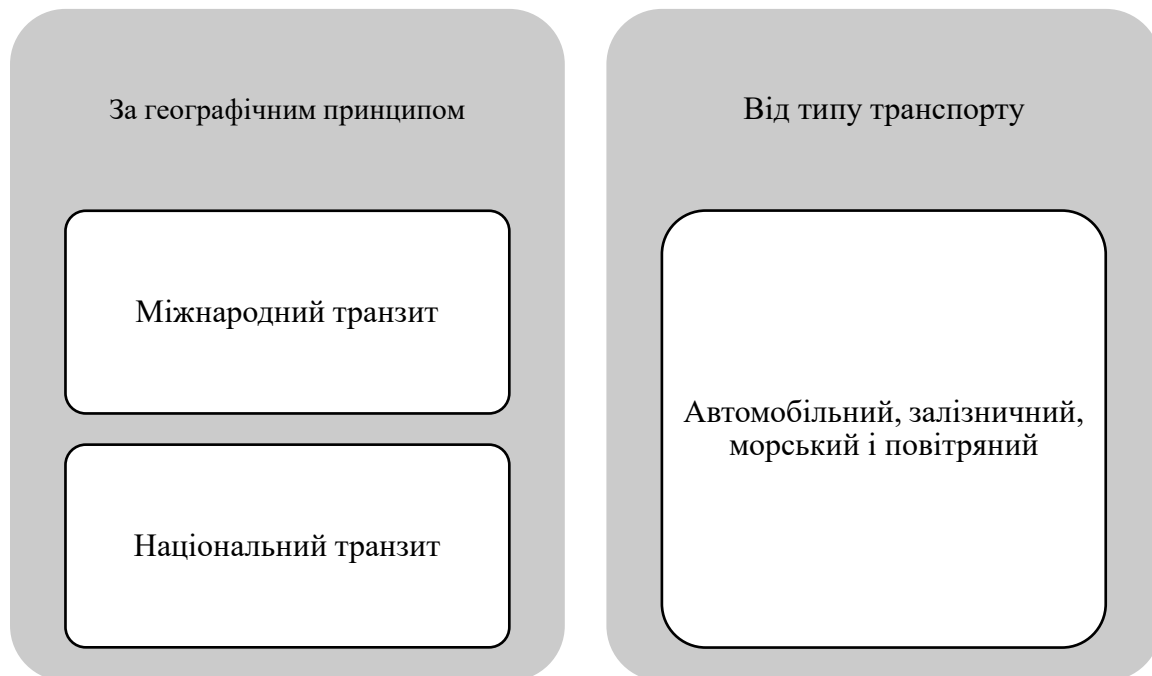 За географічним принципом
Міжнародний транзит
Національний транзит
Від типу транспорту
Автомобільний, залізничний,
морський і повітряний